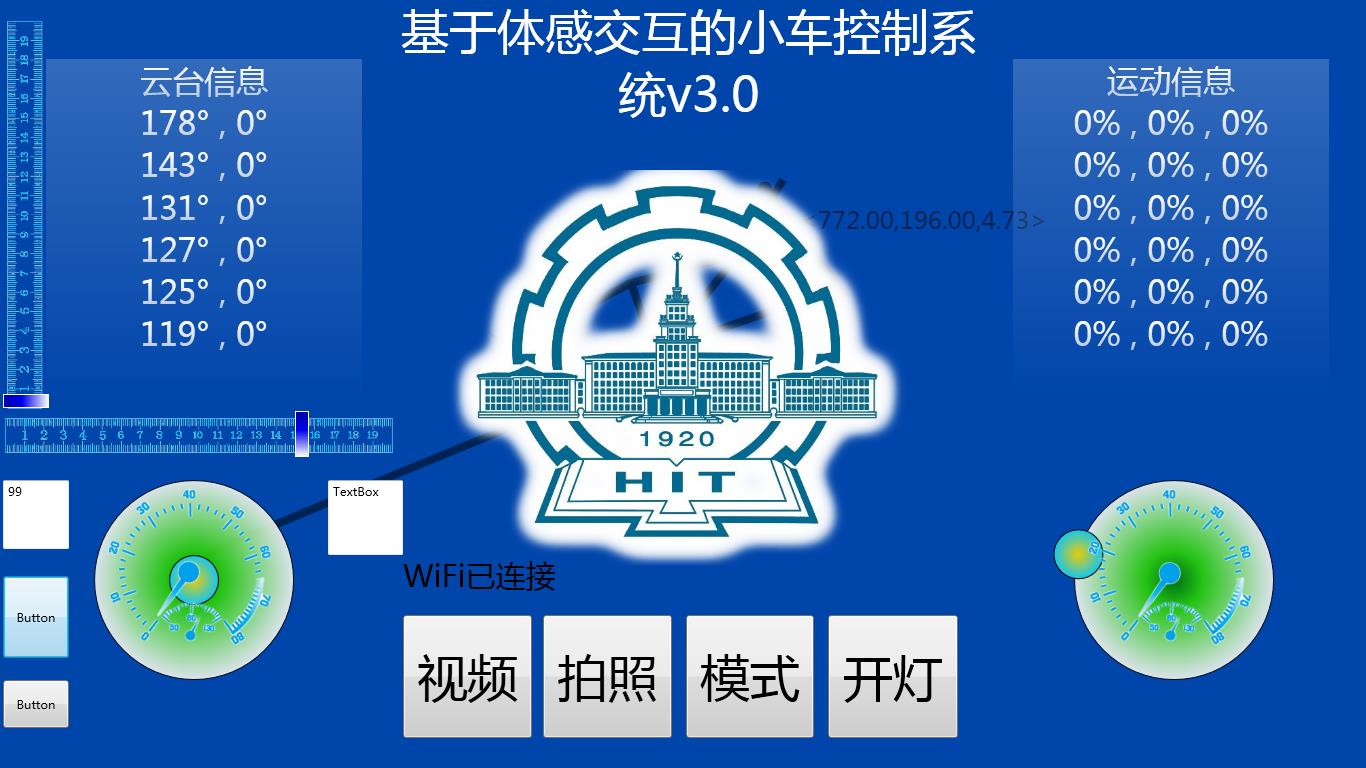 基于体感交互的小车控制系
统v3.0
云台信息
178° , 0°
143° , 0°
131° , 0°
127° , 0°
125° , 0°
119° , 0°
运动信息
0% , 0% , 0%
0% , 0% , 0%
0% , 0% , 0%
0% , 0% , 0%
0% , 0% , 0%
0% , 0% , 0%
<772.00,196.00,4.73>
19
18
17
16
15
14
13
12
11
10
9
8
7
6
5
4
3
2
1
1 2 3 4 5 6 7 8 9 10 11 12 13 14 16 17 18 19
1920
HIT
99
TextBox
Button
Button
0 10 20 30 40 50 60 70 80
30 80 130
WiFi已连接
视频 拍照 模式 开灯
0 10 20 30 40 50 60 70 80
30 80 130